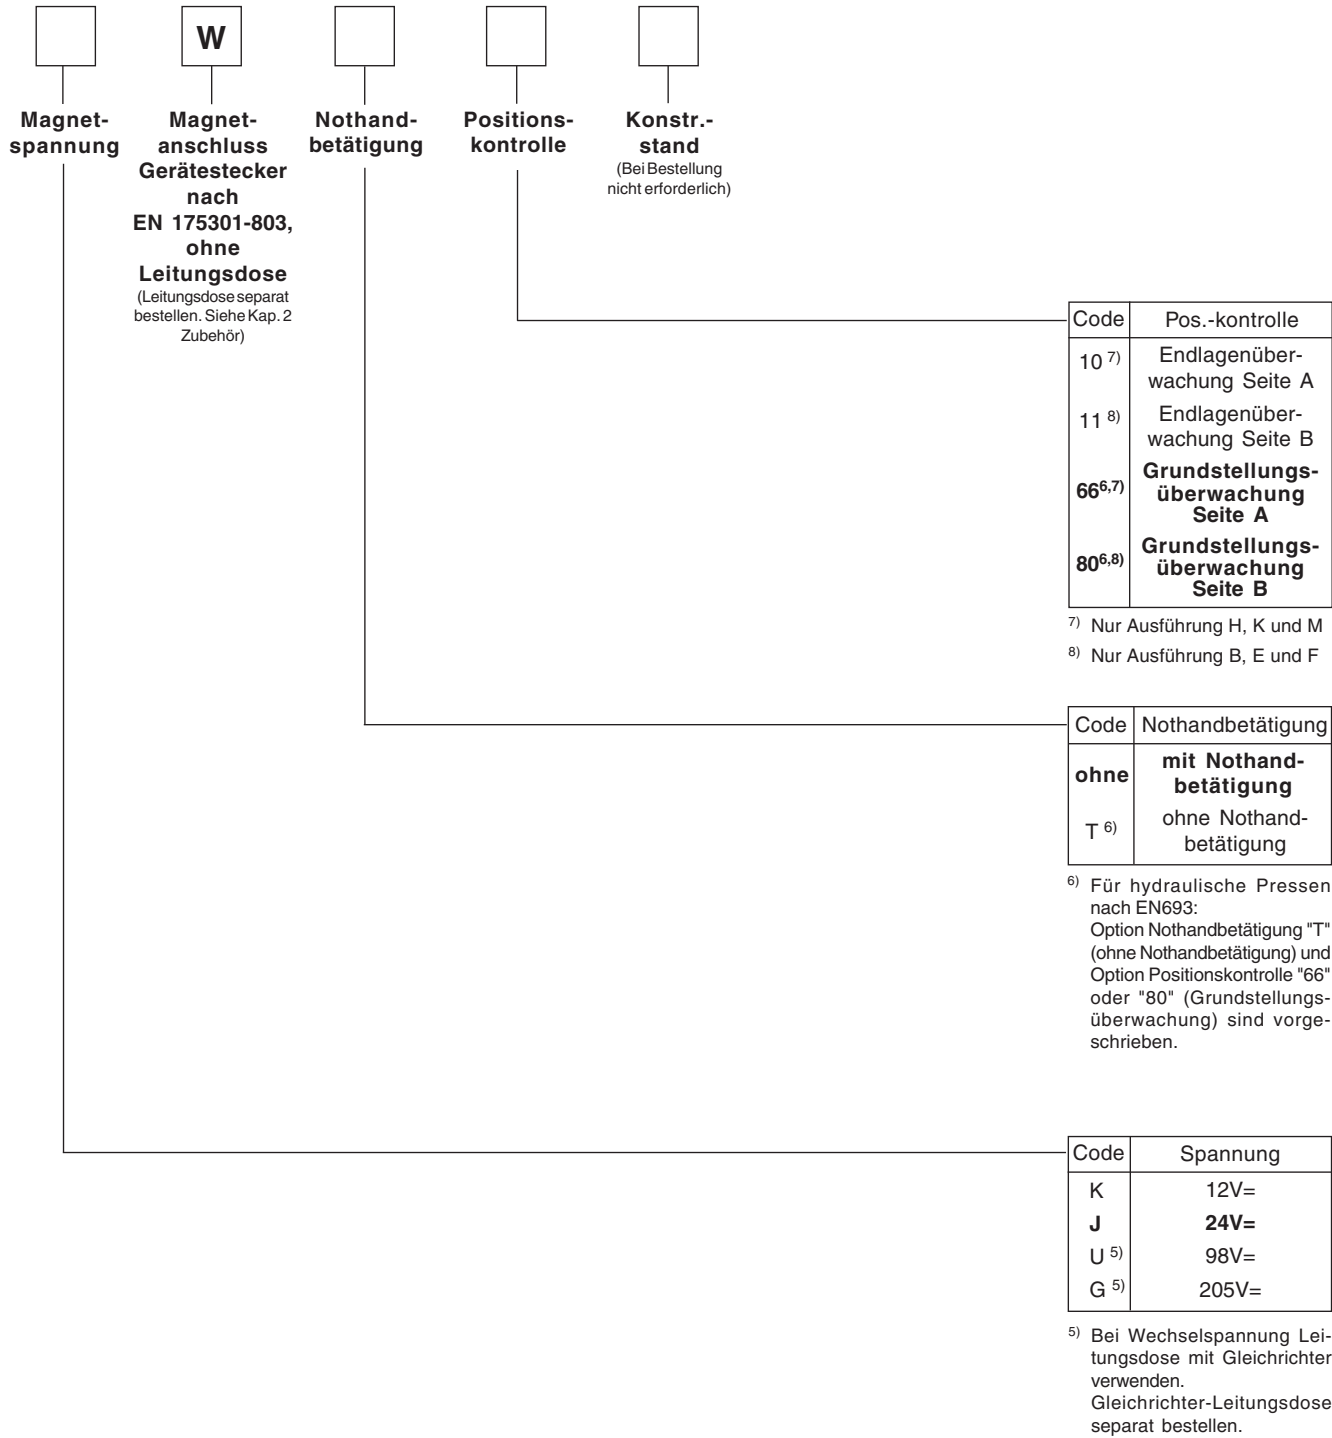 W
Magnet-
spannung
Magnet-
anschluss
Gerätestecker
nach
EN 175301-803,
ohne
Leitungsdose
(Leitungsdose separat
bestellen. Siehe Kap. 2
Zubehör)
Nothand-
betätigung
Positions-
kontrolle
Konstr.-
stand
(Bei Bestellung
nicht erforderlich)
Code Pos.-kontrolle
10 7) Endlagenüber-
wachung Seite A
11 8) Endlagenüber-
wachung Seite B
66 6,7) Grundstellungs-
überwachung
Seite A
80 6,8) Grundstellungs-
überwachung
Seite B
7) Nur Ausführung H, K und M
8) Nur Ausführung B, E und F
Code Nothandbetätigung
ohne mit Nothand-
betätigung
T 6) ohne Nothand-
betätigung
6) Für hydraulische Pressen
nach EN693:
Option Nothandbetätigung "T"
(ohne Nothandbetätigung) und
Option Positionskontrolle "66"
oder "80" (Grundstellungs-
überwachung) sind vorge-
schrieben.
Code Spannung
K 12V=
J 24V=
U 5) 98V=
G 5) 205V=
5) Bei Wechselspannung Lei-
tungsdose mit Gleichrichter
verwenden.
Gleichrichter-Leitungsdose
separat bestellen.